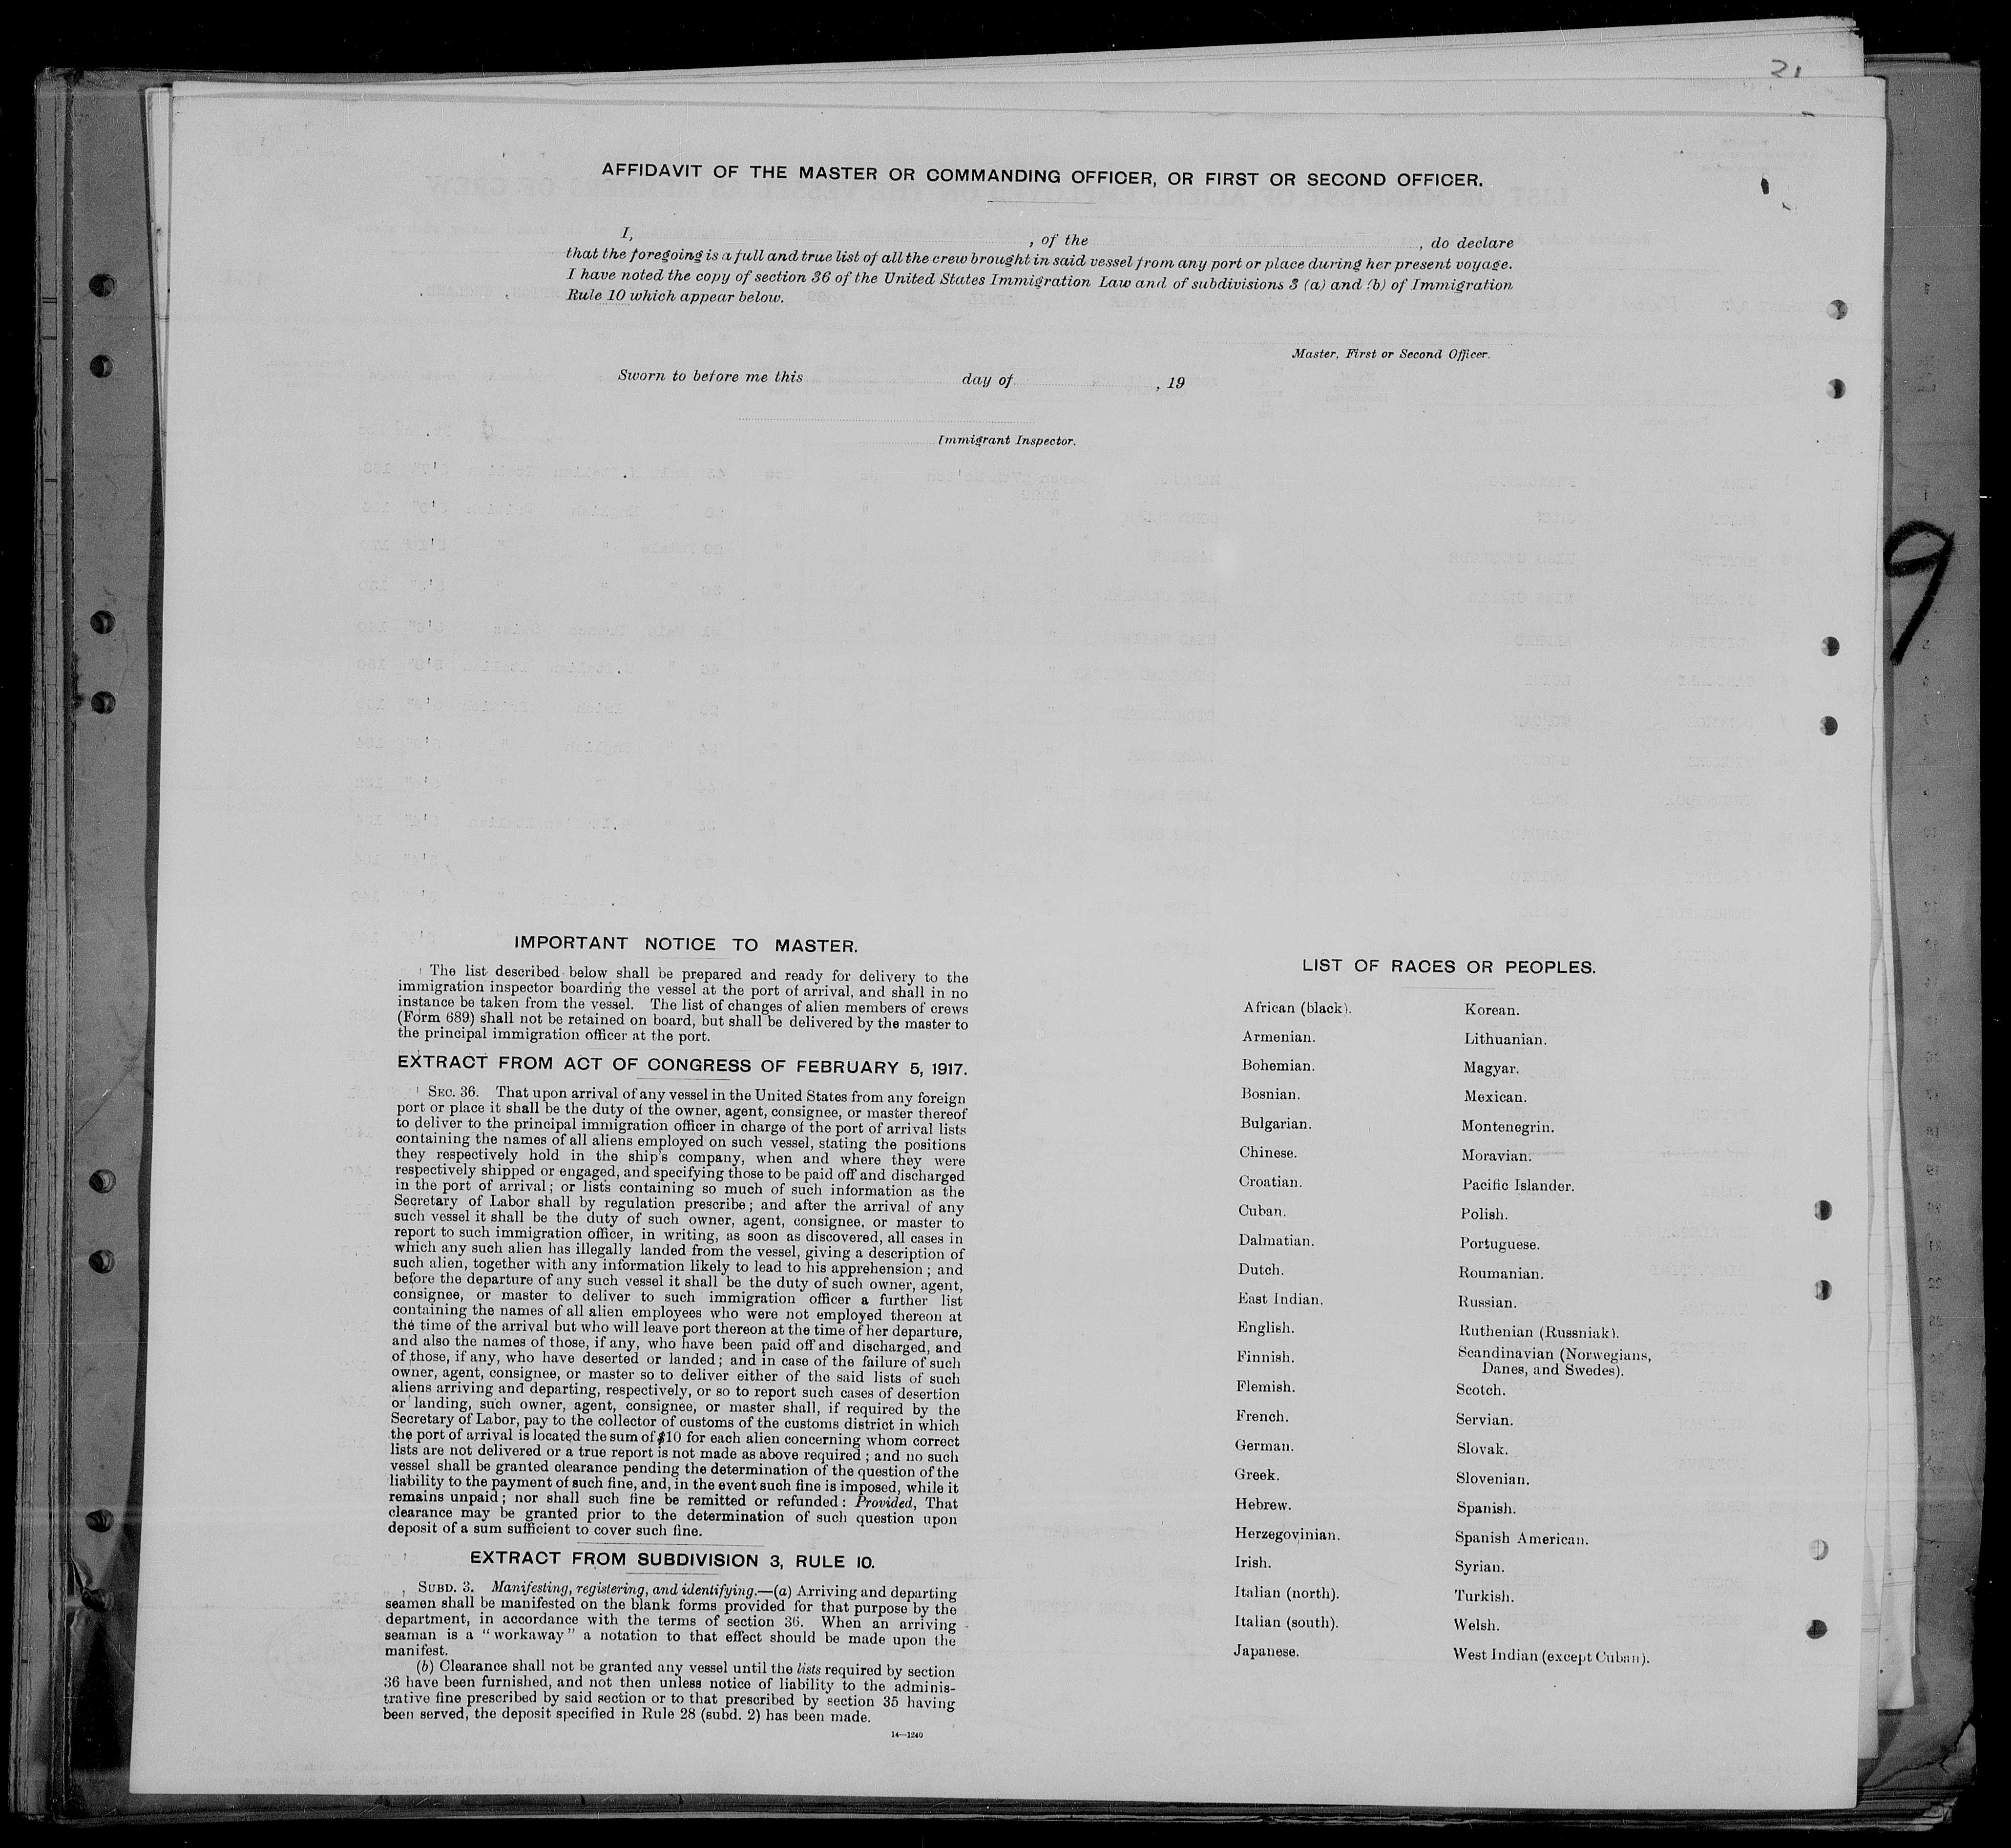 21
AFFIDAVIT OF THE MASTER OR COMMANDING OFFICER, OR FIRST OR SECOND OFFICER.
I, , of the , do declare
that the foregoing is a full and true list of all the crew brought in said vessel from any port or place during her present voyage.
I have noted the copy of section 36 of the United States Immigration Law and of subdivisions 3 (a) and (b) of Immigration
Rule 10 which appear below.
Master, First or Second Officer.
Sworn to before me this day of , 19
Immigrant Inspector.
9
IMPORTANT NOTICE TO MASTER.
The list described below shall be prepared and ready for delivery to the
immigration inspector boarding the vessel at the port of arrival, and shall in no
instance be taken from the vessel. The list of changes of alien members of crews
(Form 689) shall not be retained on board, but shall be delivered by the master to
the principal immigration officer at the port.
EXTRACT FROM ACT OF CONGRESS OF FEBRUARY 5, 1917.
SEC. 36. That upon arrival of any vessel in the United States from any foreign
port or place it shall be the duty of the owner, agent, consignee, or master thereof
to deliver to the principal immigration officer in charge of the port of arrival lists
containing the names of all aliens employed on such vessel, stating the positions
they respectively hold in the ship's company, when and where they were
respectively shipped or engaged, and specifying those to be paid off and discharged
in the port of arrival; or lists containing so much of such information as the
Secretary of Labor shall by regulation prescribe; and after the arrival of any
such vessel it shall be the duty of such owner, agent, consignee, or master to
report to such immigration officer, in writing, as soon as discovered, all cases in
which any such alien has illegally landed from the vessel, giving a description of
such alien, together with any information likely to lead to his apprehension; and
before the departure of any such vessel it shall be the duty of such owner, agent,
consignee, or master to deliver to such immigration officer a further list
containing the names of all alien employees who were not employed thereon at
the time of the arrival but who will leave port thereon at the time of her departure,
and also the names of those, if any, who have been paid off and discharged, and
of those, if any, who have deserted or landed; and in case of the failure of such
owner, agent, consignee, or master so to deliver either of the said lists of such
aliens arriving and departing, respectively, or so to report such cases of desertion
or landing, such owner, agent, consignee, or master shall, if required by the
Secretary of Labor, pay to the collector of customs of the customs district in which
the port of arrival is located the sum of $10 for each alien concerning whom correct
lists are not delivered or a true report is not made as above required; and no such
vessel shall be granted clearance pending the determination of the question of the
liability to the payment of such fine, and, in the event such fine is imposed, while it
remains unpaid; nor shall such fine be remitted or refunded: Provided, That
clearance may be granted prior to the determination of such question upon
deposit of a sum sufficient to cover such fine.
EXTRACT FROM SUBDIVISION 3, RULE 10.
SUBD. 3. Manifesting, registering, and identifying.—(a) Arriving and departing
seamen shall be manifested on the blank forms provided for that purpose by the
department, in accordance with the terms of section 36. When an arriving
seaman is a "workaway" a notation to that effect should be made upon the
manifest.
(b) Clearance shall not be granted any vessel until the lists required by section
36 have been furnished, and not then unless notice of liability to the adminis-
trative fine prescribed by said section or to that prescribed by section 35 having
been served, the deposit specified in Rule 28 (subd. 2) has been made.
14—1240
LIST OF RACES OR PEOPLES.
African (black).
Armenian.
Bohemian.
Bosnian.
Bulgarian.
Chinese.
Croatian.
Cuban.
Dalmatian.
Dutch.
East Indian.
English.
Finnish.
Flemish.
French.
German.
Greek.
Hebrew.
Herzegovinian.
Irish.
Italian (north).
Italian (south).
Japanese.
Korean.
Lithuanian.
Magyar.
Mexican.
Montenegrin.
Moravian.
Pacific Islander.
Polish.
Portuguese.
Roumanian.
Russian.
Ruthenian (Russniak).
Scandinavian (Norwegians,
Danes, and Swedes).
Scotch.
Servian.
Slovak.
Slovenian.
Spanish.
Spanish American.
Syrian.
Turkish.
Welsh.
West Indian (except Cuban).